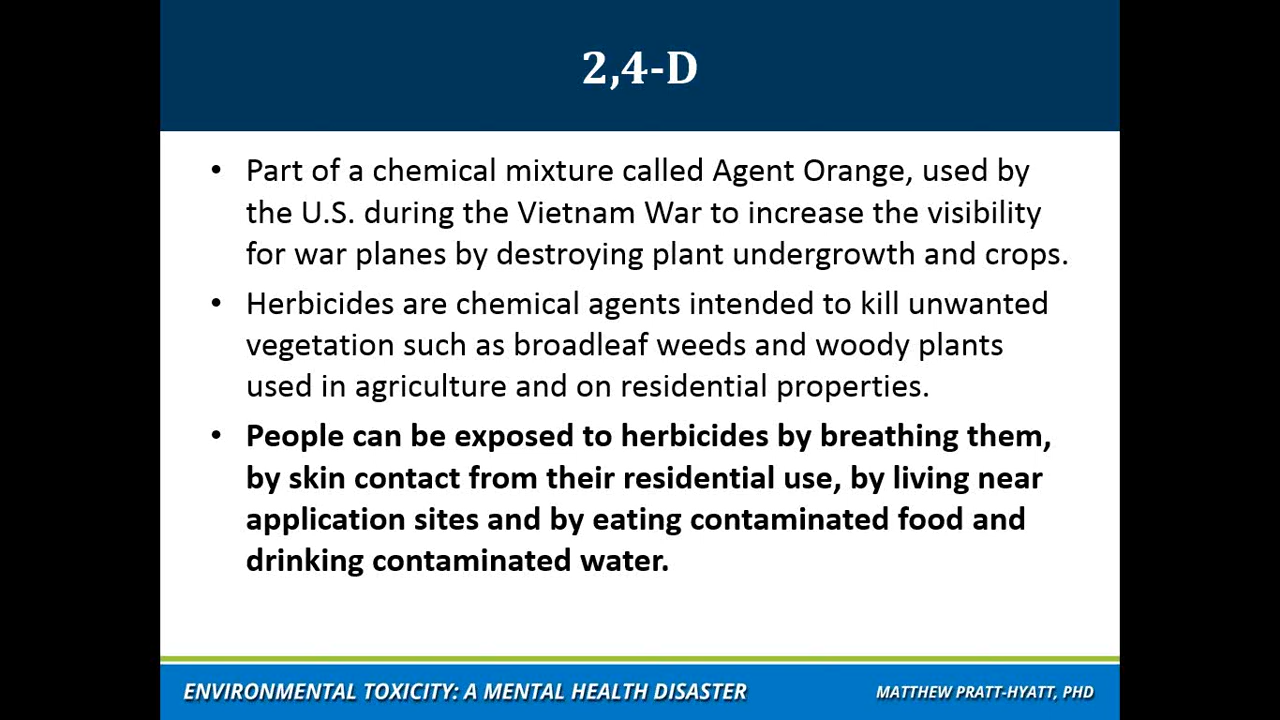 2,4-D
• Part of a chemical mixture called Agent Orange, used by
the U.S. during the Vietnam War to increase the visibility
for war planes by destroying plant undergrowth and crops.
• Herbicides are chemical agents intended to kill unwanted
vegetation such as broadleaf weeds and woody plants
used in agriculture and on residential properties.
• People can be exposed to herbicides by breathing them,
by skin contact from their residential use, by living near
application sites and by eating contaminated food and
drinking contaminated water.
ENVIRONMENTAL TOXICITY: A MENTAL HEALTH DISASTER
MATTHEW PRATT-HYATT, PHD